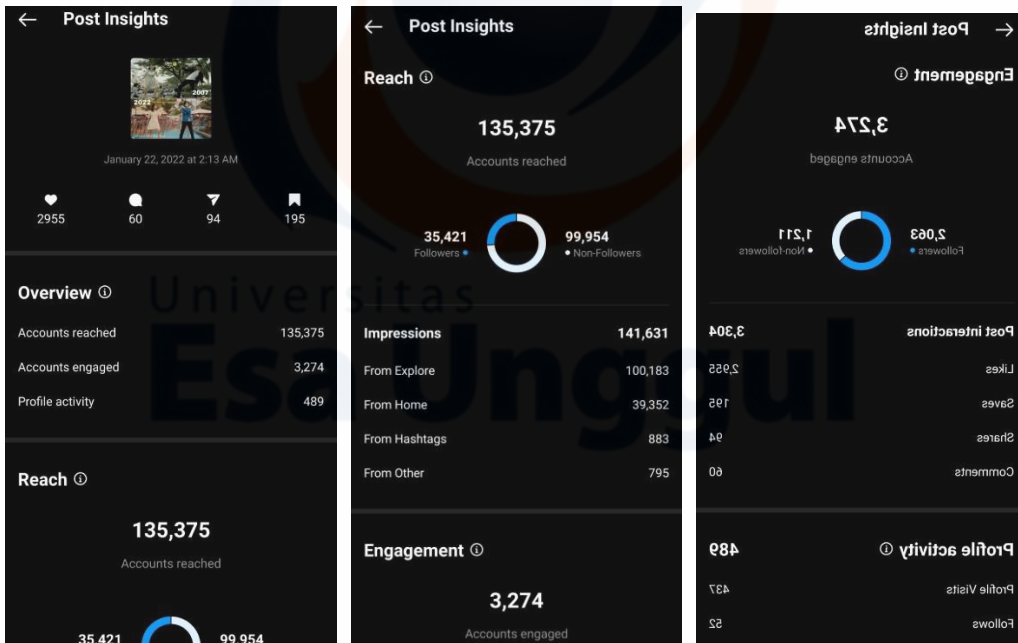 Post Insights
2022
2007
January 22, 2022 at 2:13 AM
2955 60 94 195
Overview
Accounts reached 135,375
Accounts engaged 3,274
Profile activity 489
Reach
135,375
Accounts reached
35,421 99,954
Post Insights
Reach
135,375
Accounts reached
35,421 99,954
Followers Non-Followers
Impressions 141,631
From Explore 100,183
From Home 39,352
From Hashtags 883
From Other 795
Engagement
3,274
Accounts engaged
Post Insights
Engagement
3,274
Accounts engaged
2,063 1,211
Followers Non-followers
Post interactions 3,304
Likes 2,955
Saves 195
Shares 94
Comments 60
Profile activity 489
Profile Visits 437
Follows 52
Universitas
Esa Unggul